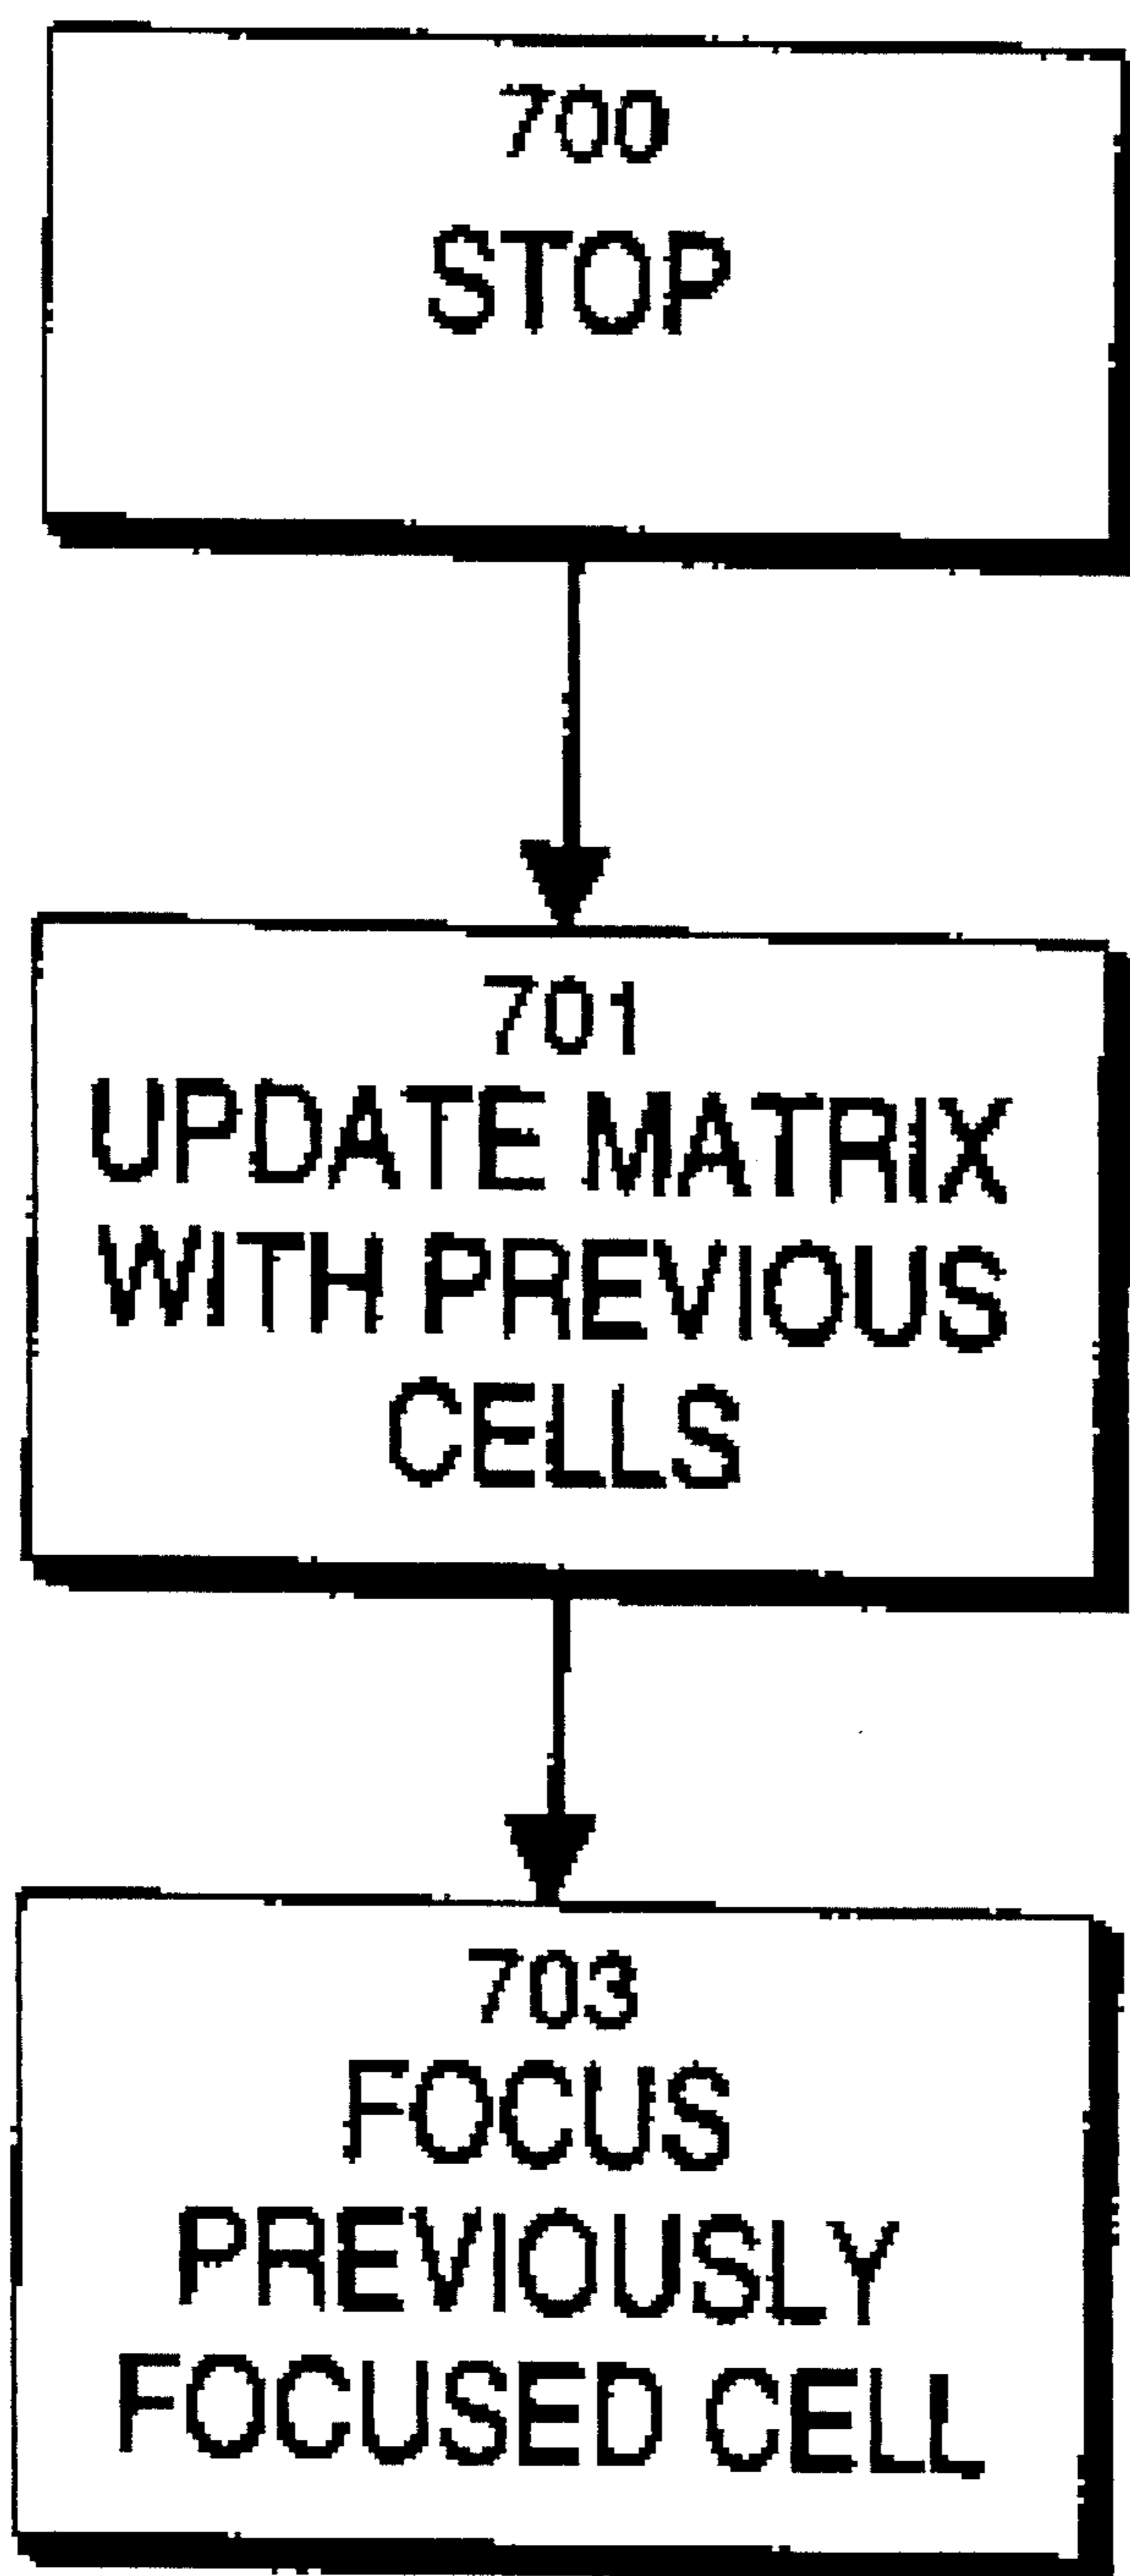 700
STOP
701
UPDATE MATRIX
WITH PREVIOUS
CELLS
703
FOCUS
PREVIOUSLY
FOCUSED CELL